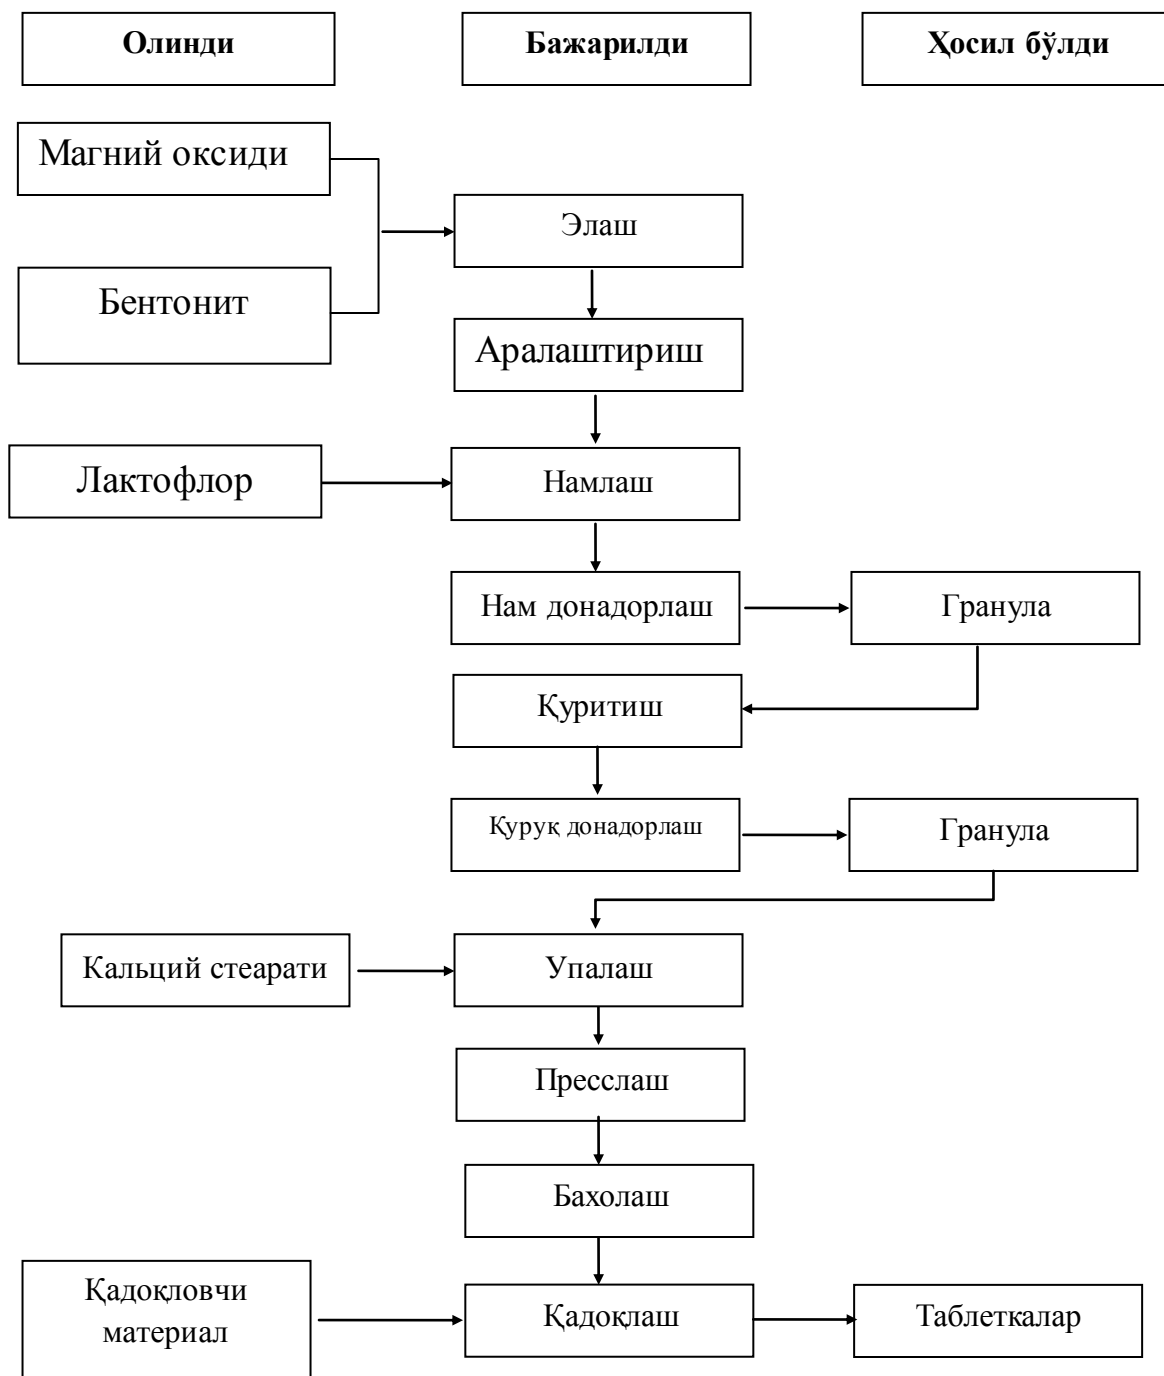 Олинди
Бажарилди
Ҳосил бўлди
Магний оксиди
Элаш
Бентонит
Аралаштириш
Лактофлор
Намлаш
Нам донадорлаш
Гранула
Қуритиш
Қуруқ донадорлаш
Гранула
Кальций стеарати
Упалаш
Пресслаш
Бахолаш
Қадоқловчи
материал
Қадоқлаш
Таблеткалар